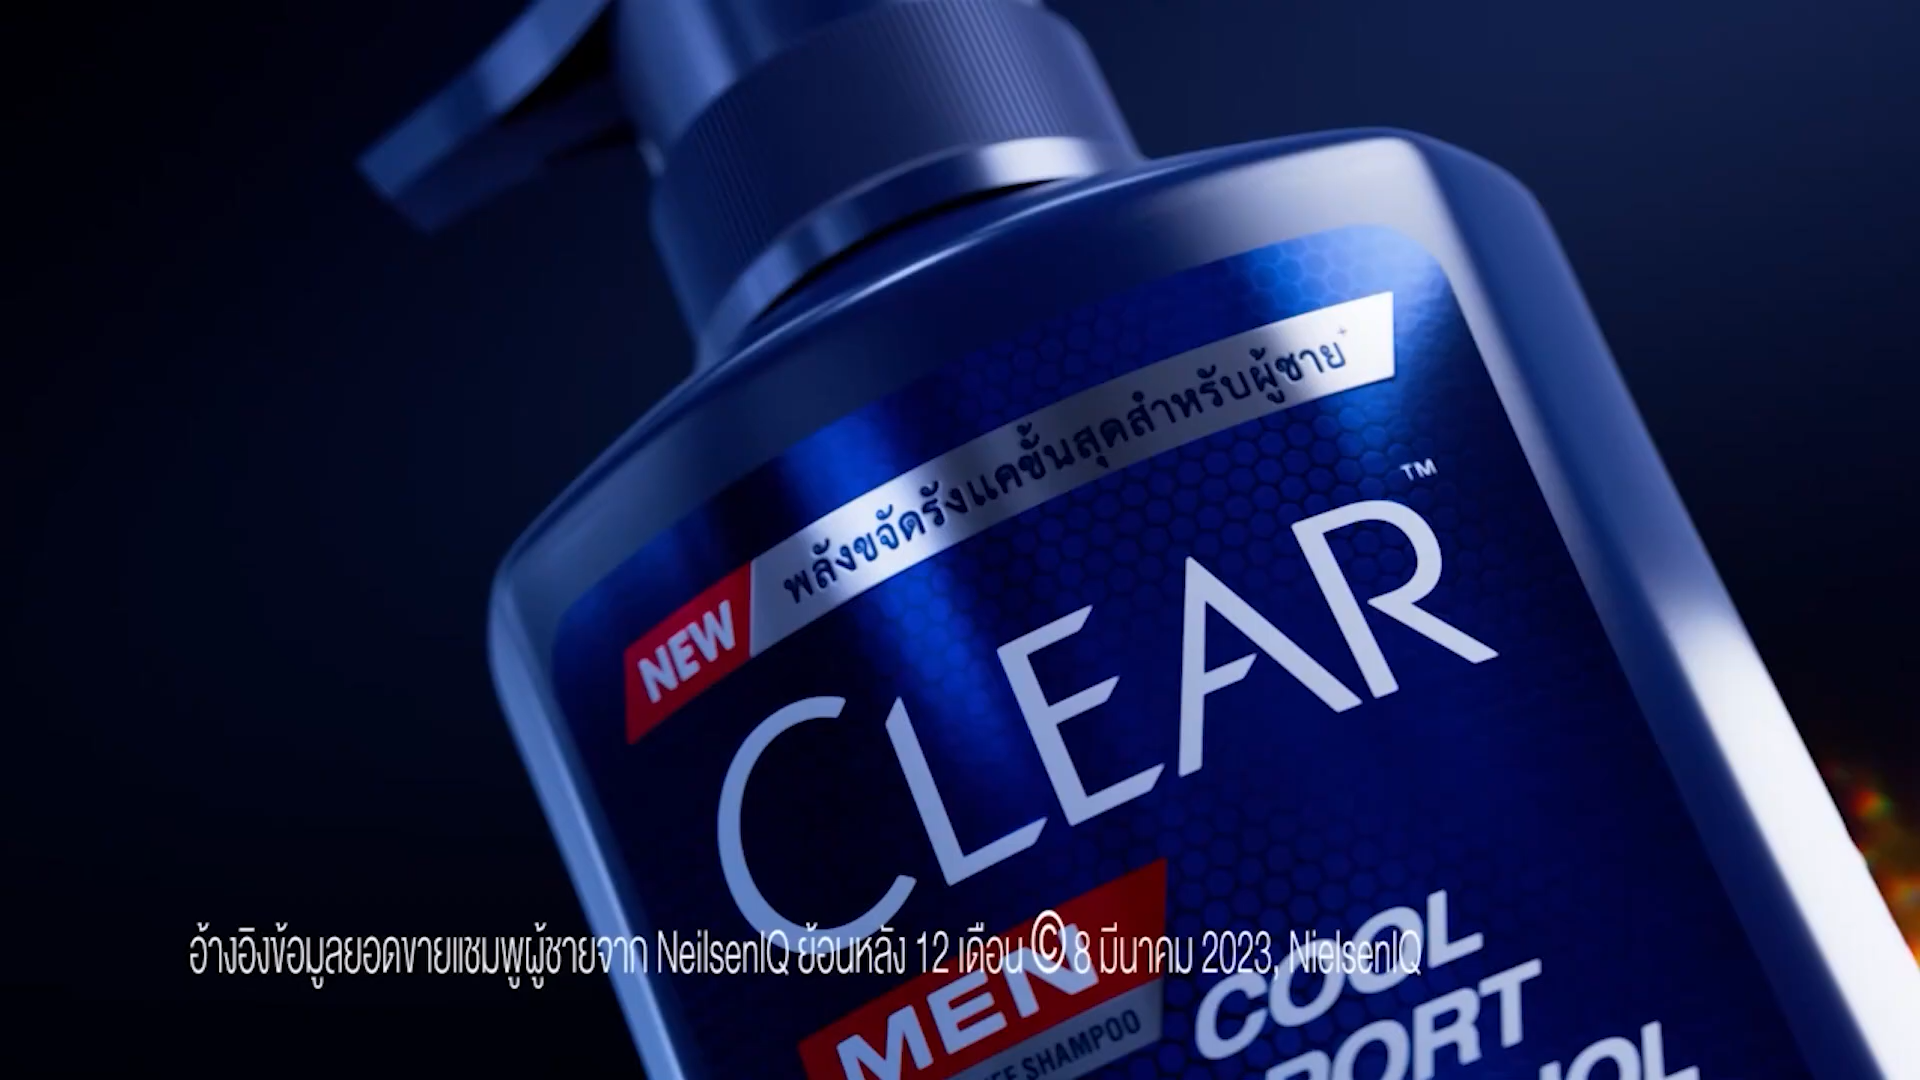 NEW พลังขจัดรังแคขั้นสุดสำหรับผู้ชาย⁺
CLEAR™
MEN
SHAMPOO
COOL
อ้างอิงข้อมูลยอดขายแชมพูผู้ชายจาก NeilsenIQ ย้อนหลัง 12 เดือน © 8 มีนาคม 2023, NielsenIQ